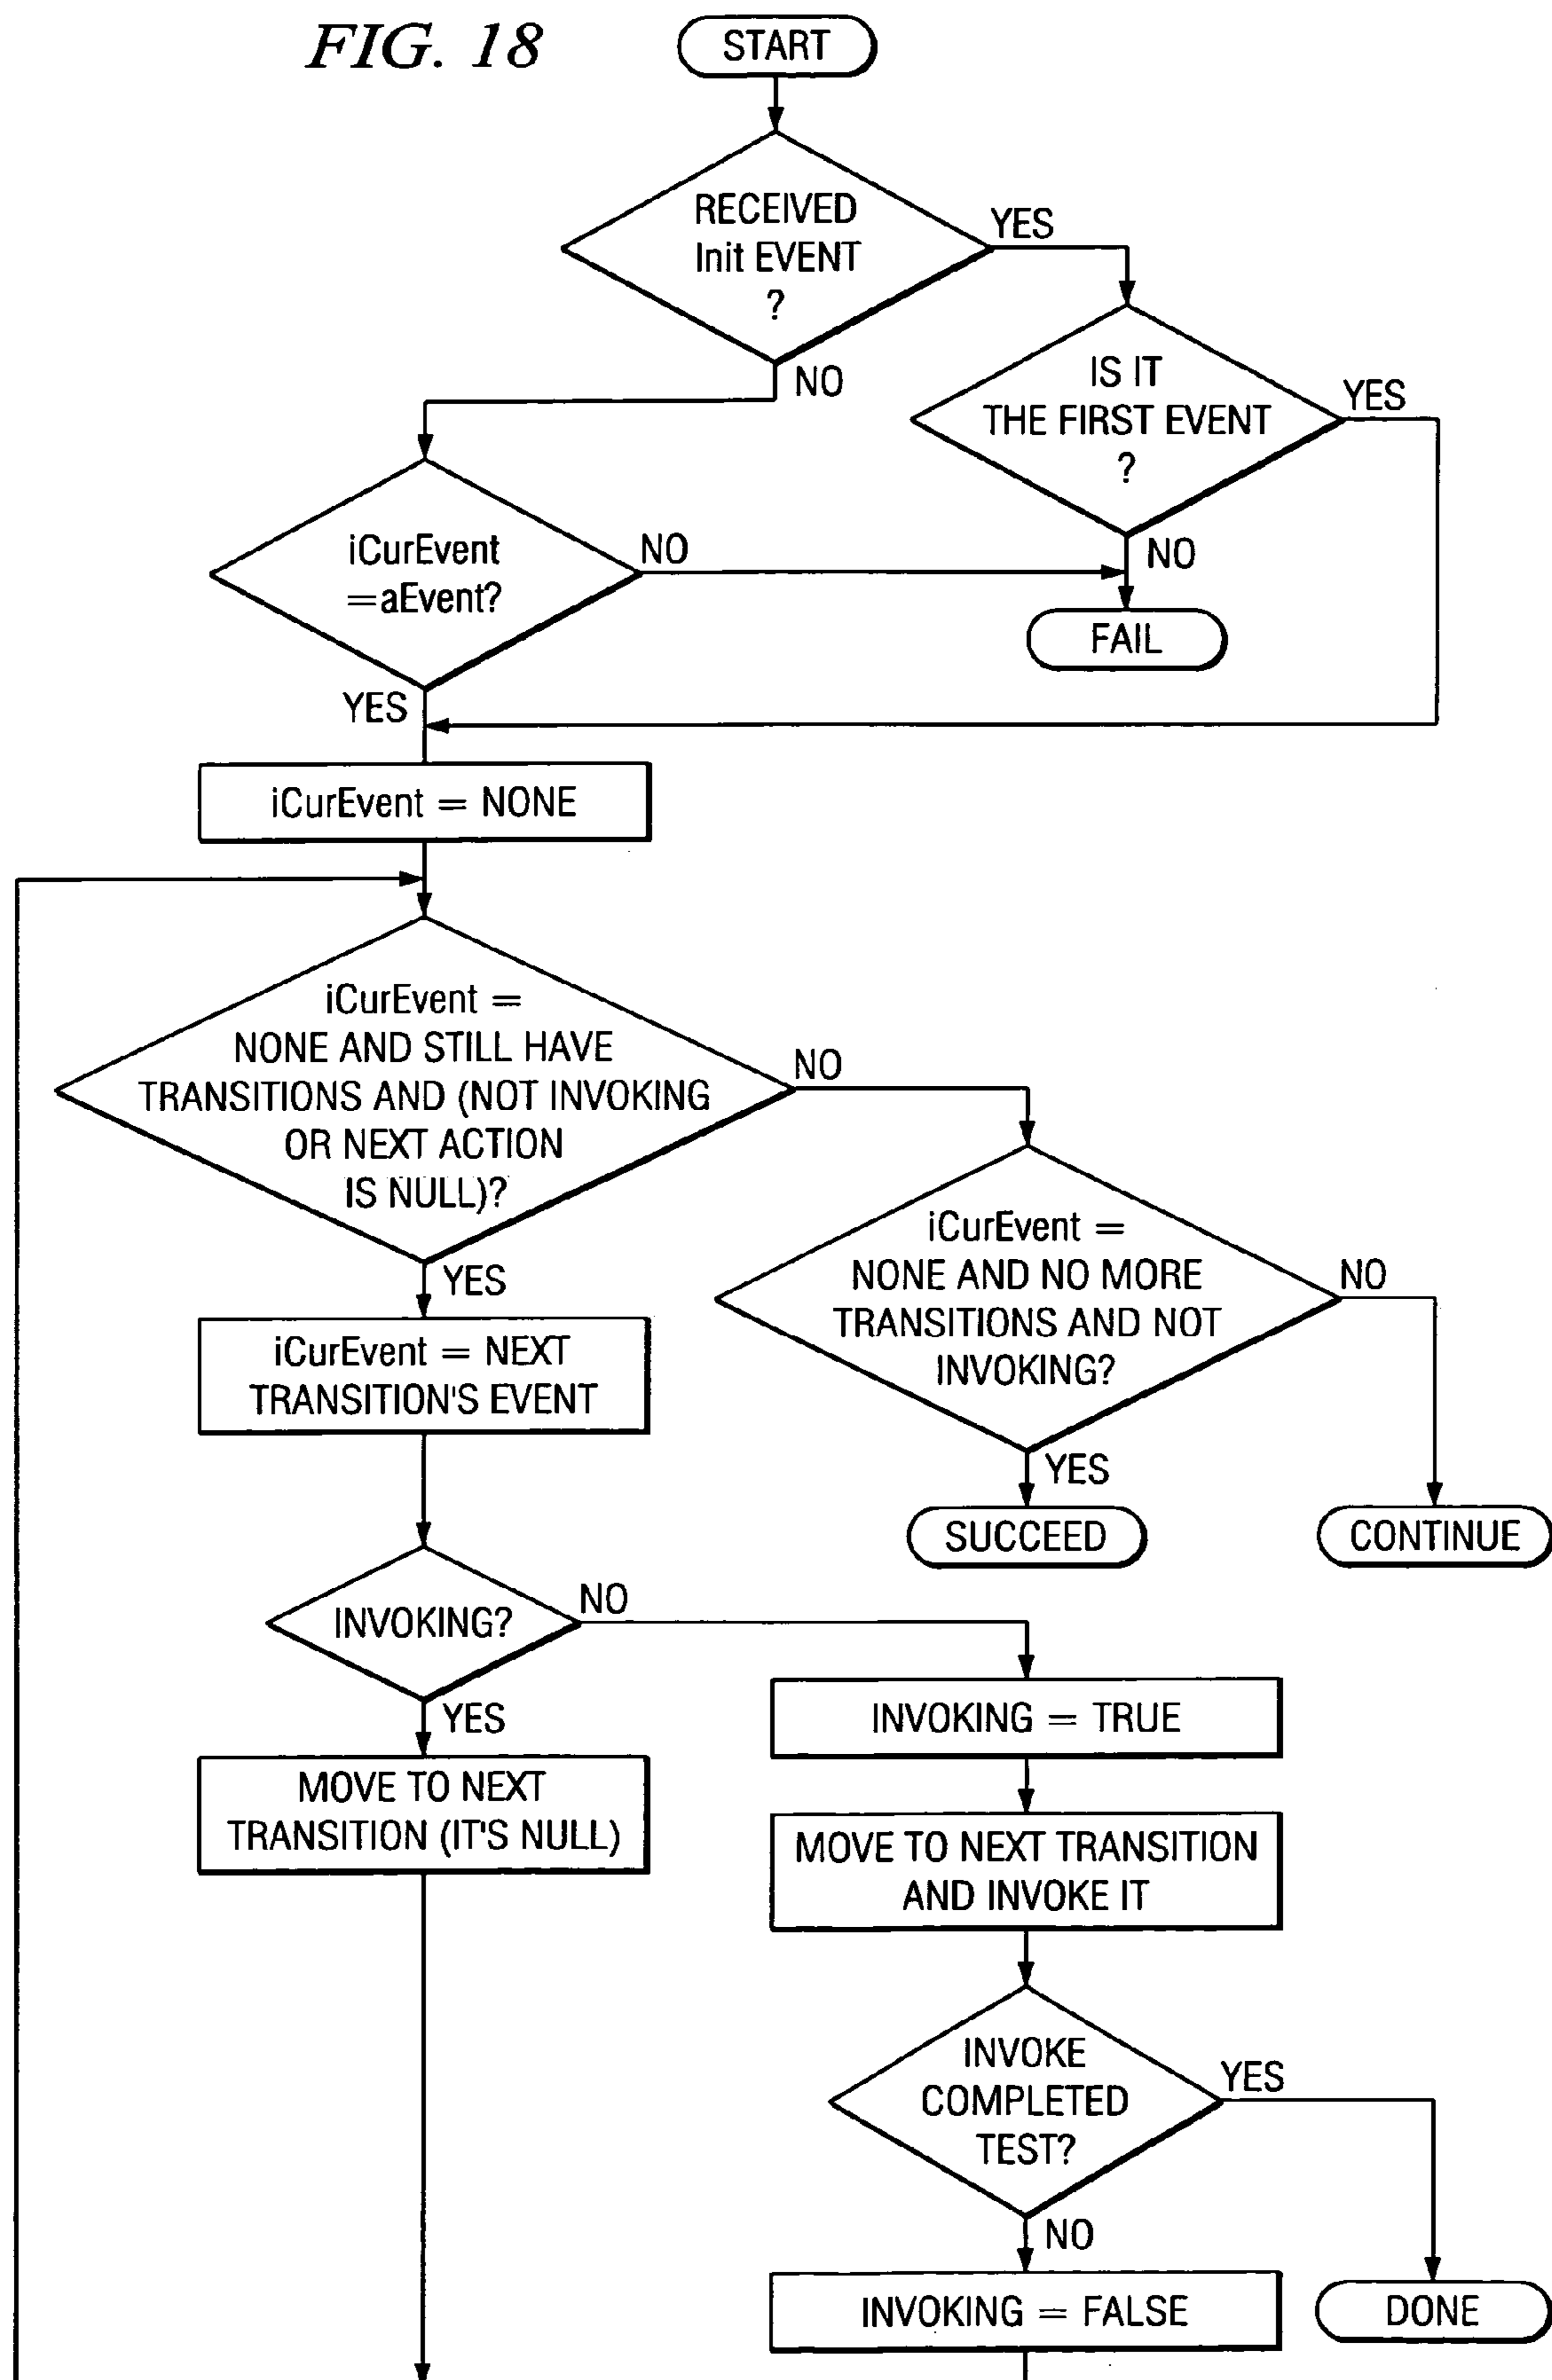 FIG. 18
START
RECEIVED
Init EVENT
?
YES
NO
IS IT
THE FIRST EVENT
?
YES
NO
iCurEvent
=aEvent?
NO
FAIL
YES
iCurEvent = NONE
iCurEvent =
NONE AND STILL HAVE
TRANSITIONS AND (NOT INVOKING
OR NEXT ACTION
IS NULL)?
NO
YES
iCurEvent =
NONE AND NO MORE
TRANSITIONS AND NOT
INVOKING?
NO
YES
iCurEvent = NEXT
TRANSITION'S EVENT
SUCCEED
CONTINUE
INVOKING?
NO
YES
INVOKING = TRUE
MOVE TO NEXT
TRANSITION (IT'S NULL)
MOVE TO NEXT TRANSITION
AND INVOKE IT
INVOKE
COMPLETED
TEST?
YES
NO
INVOKING = FALSE
DONE